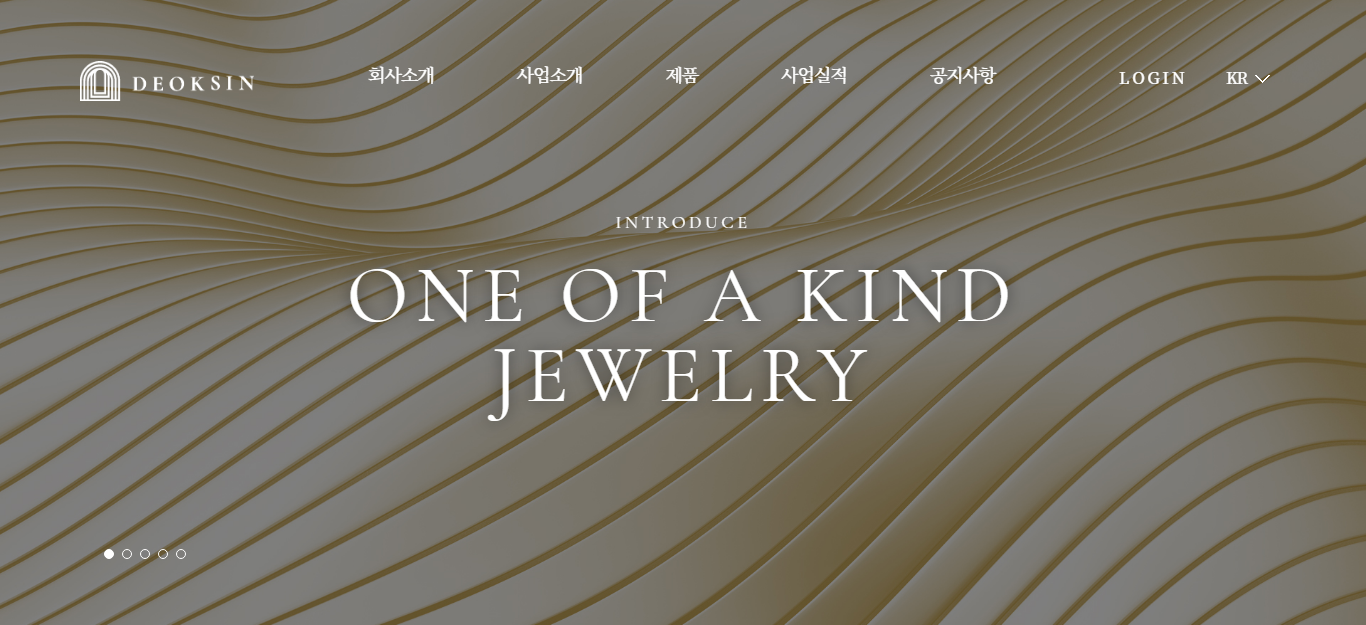 DEOKSIN
회사소개
사업소개
제품
사업실적
공지사항
LOGIN
KR
INTRODUCE
ONE OF A KIND
JEWELRY